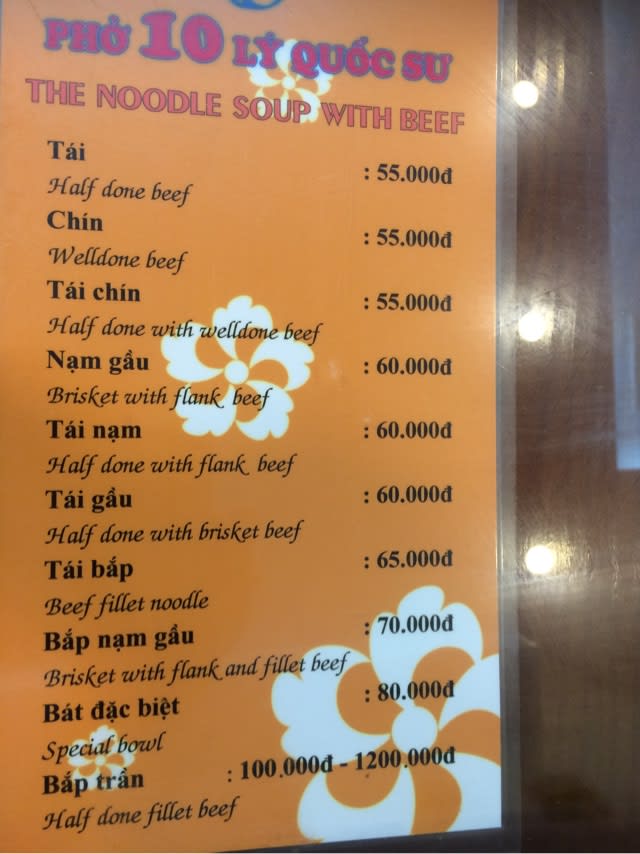 PHỞ 10 LÝ QUỐC SƯ
THE NOODLE SOUP WITH BEEF
Tái : 55.000đ
Half done beef
Chín : 55.000đ
Welldone beef
Tái chín : 55.000đ
Half done with welldone beef
Nạm gầu : 60.000đ
Brisket with flank beef
Tái nạm : 60.000đ
Half done with flank beef
Tái gầu : 60.000đ
Half done with brisket beef
Tái bắp : 65.000đ
Beef fillet noodle
Bắp nạm gầu : 70.000đ
Brisket with flank and fillet beef
Bát đặc biệt : 80.000đ
Special bowl
Bắp trần : 100.000đ - 1200.000đ
Half done fillet beef